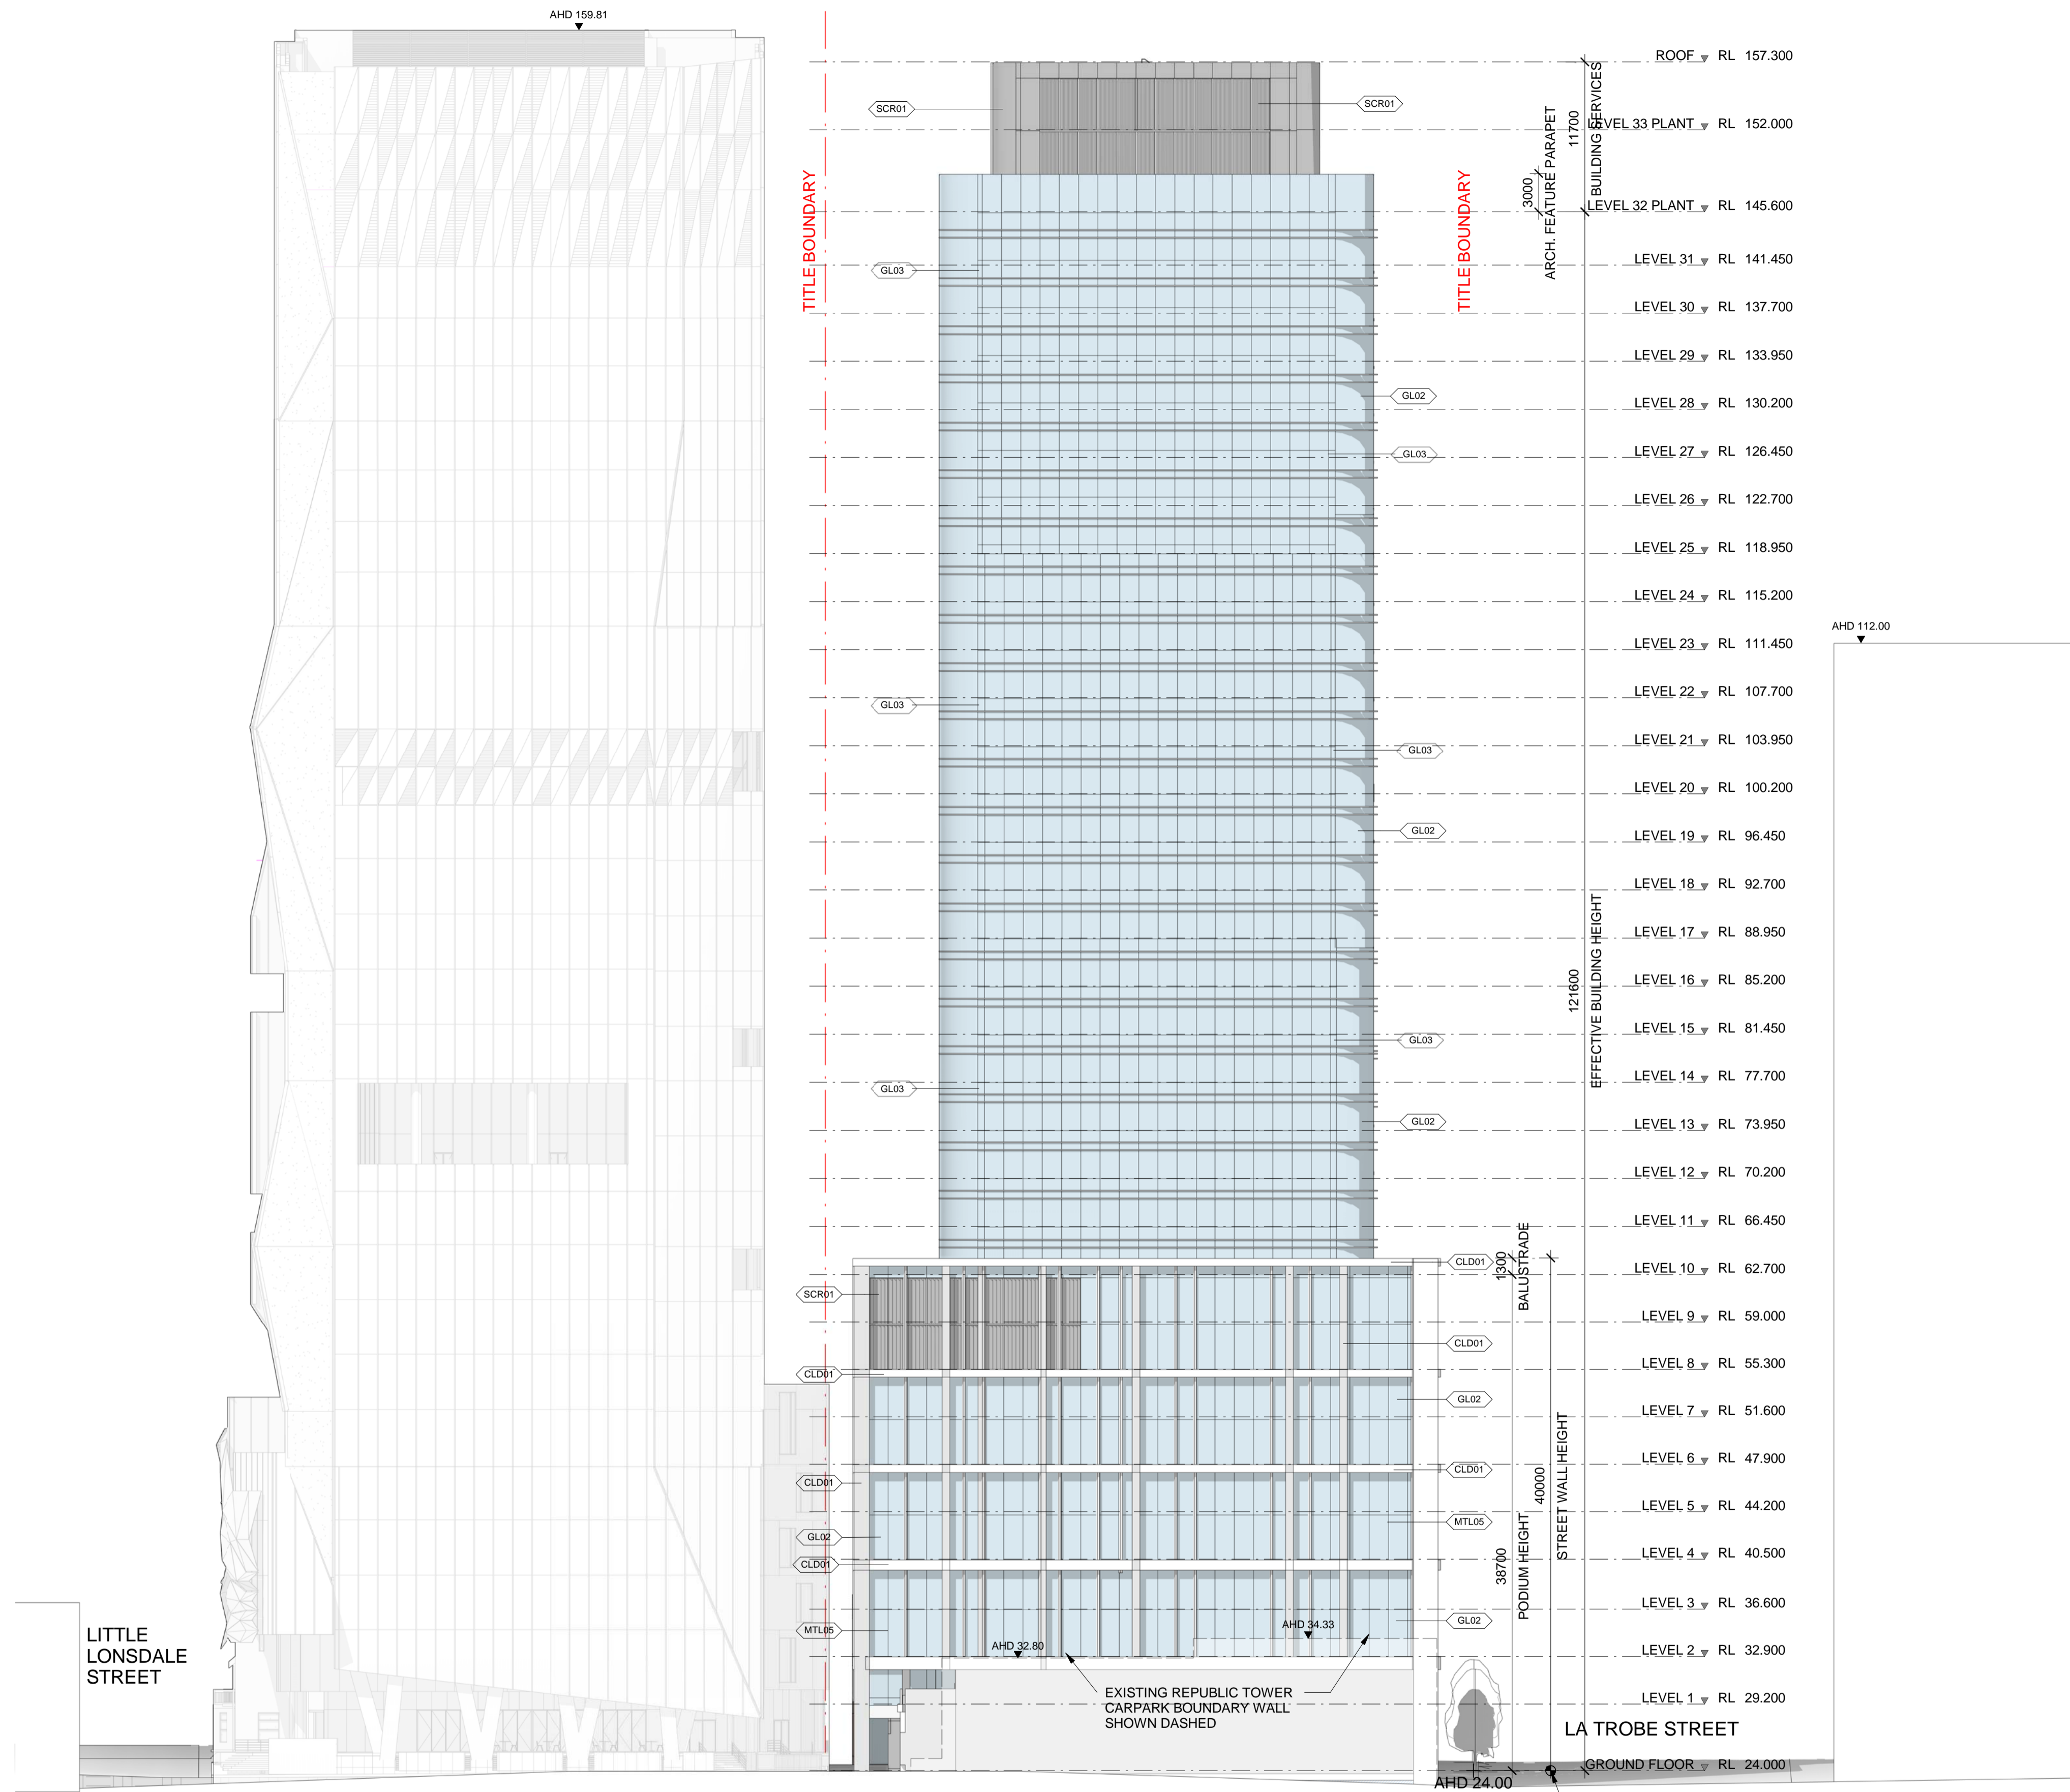 AHD 159.81
ROOF RL 157.300
SCR01
SCR01
LEVEL 33 PLANT RL 152.000
11700
BUILDING SERVICES
3000
ARCH. FEATURE PARAPET
TITLE BOUNDARY
TITLE BOUNDARY
LEVEL 32 PLANT RL 145.600
LEVEL 31 RL 141.450
GL03
LEVEL 30 RL 137.700
LEVEL 29 RL 133.950
GL02
LEVEL 28 RL 130.200
GL03
LEVEL 27 RL 126.450
LEVEL 26 RL 122.700
LEVEL 25 RL 118.950
LEVEL 24 RL 115.200
AHD 112.00
LEVEL 23 RL 111.450
LEVEL 22 RL 107.700
GL03
LEVEL 21 RL 103.950
GL03
LEVEL 20 RL 100.200
GL02
LEVEL 19 RL 96.450
LEVEL 18 RL 92.700
LEVEL 17 RL 88.950
121600
EFFECTIVE BUILDING HEIGHT
LEVEL 16 RL 85.200
LEVEL 15 RL 81.450
GL03
LEVEL 14 RL 77.700
GL03
GL02
LEVEL 13 RL 73.950
LEVEL 12 RL 70.200
LEVEL 11 RL 66.450
1300
BALUSTRADE
CLD01
LEVEL 10 RL 62.700
SCR01
LEVEL 9 RL 59.000
CLD01
LEVEL 8 RL 55.300
CLD01
GL02
LEVEL 7 RL 51.600
LEVEL 6 RL 47.900
CLD01
CLD01
40000
STREET WALL HEIGHT
LEVEL 5 RL 44.200
MTL05
GL02
LEVEL 4 RL 40.500
CLD01
38700
PODIUM HEIGHT
LEVEL 3 RL 36.600
GL02
MTL05
AHD 34.33
AHD 32.80
LEVEL 2 RL 32.900
LITTLE
LONSDALE
STREET
EXISTING REPUBLIC TOWER
CARPARK BOUNDARY WALL
SHOWN DASHED
LEVEL 1 RL 29.200
LA TROBE STREET
GROUND FLOOR RL 24.000
AHD 24.00